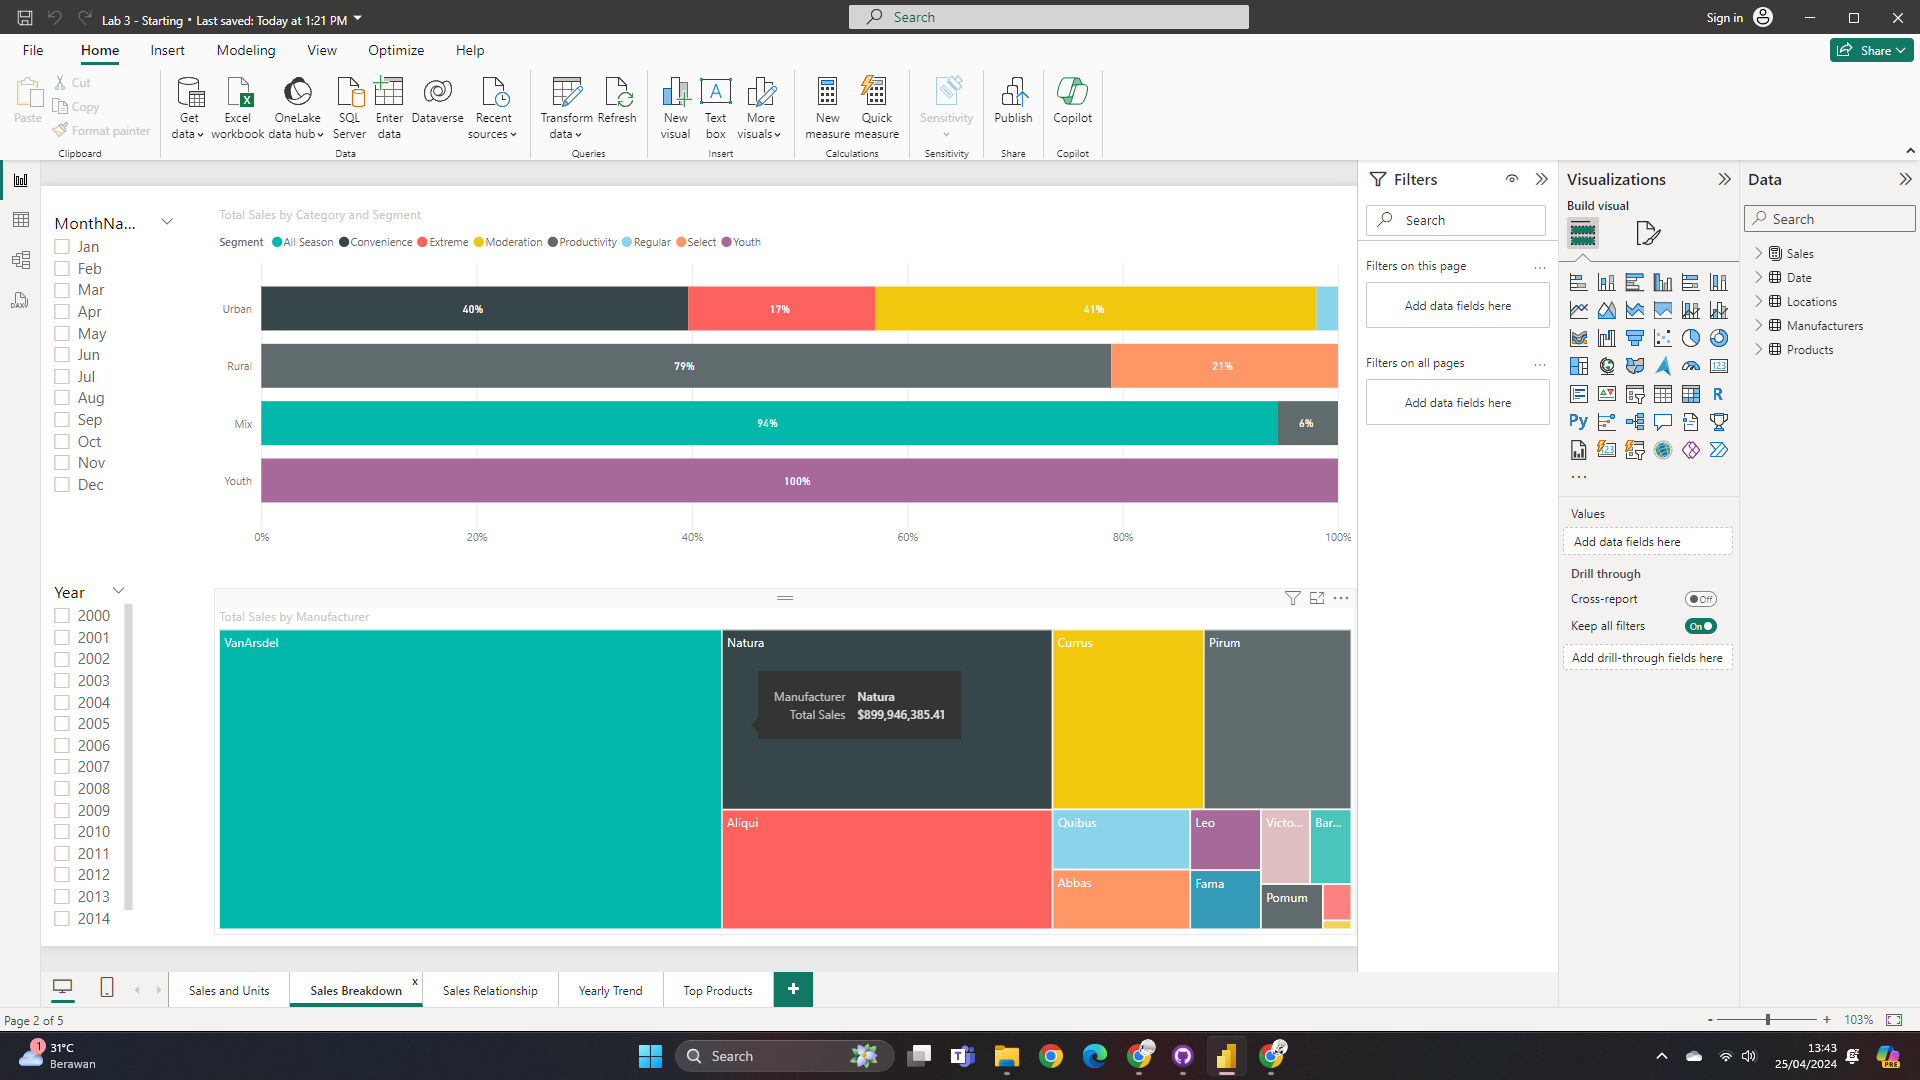 Lab 3 - Starting • Last saved: Today at 1:21 PM
Search
Sign in
File Home Insert Modeling View Optimize Help
Share
Paste
Cut
Copy
Format painter
Clipboard
Get data
Excel workbook
OneLake data hub
SQL Server
Enter data
Dataverse
Recent sources
Data
Transform data
Refresh
Queries
New visual
Text box
More visuals
Insert
New measure
Quick measure
Calculations
Sensitivity
Sensitivity
Publish
Share
Copilot
Copilot
MonthNa...
Jan
Feb
Mar
Apr
May
Jun
Jul
Aug
Sep
Oct
Nov
Dec
Year
2000
2001
2002
2003
2004
2005
2006
2007
2008
2009
2010
2011
2012
2013
2014
Total Sales by Category and Segment
Segment All Season Convenience Extreme Moderation Productivity Regular Select Youth
Urban 40% 17% 41%
Rural 79% 21%
Mix 94% 6%
Youth 100%
0% 20% 40% 60% 80% 100%
Total Sales by Manufacturer
VanArsdel
Natura
Manufacturer Natura
Total Sales $899,946,385.41
Currus
Pirum
Aliqui
Quibus
Abbas
Leo
Fama
Victo...
Bar...
Pomum
Filters
Search
Filters on this page
...
Add data fields here
Filters on all pages
...
Add data fields here
Visualizations
Build visual
123
R
Py
123
...
Values
Add data fields here
Drill through
Cross-report Off
Keep all filters On
Add drill-through fields here
Data
Search
Sales
Date
Locations
Manufacturers
Products
DAX
Sales and Units
Sales Breakdown x
Sales Relationship
Yearly Trend
Top Products
+
Page 2 of 5
- + 103%
1
31°C
Berawan
Search
13:43
25/04/2024
PRE